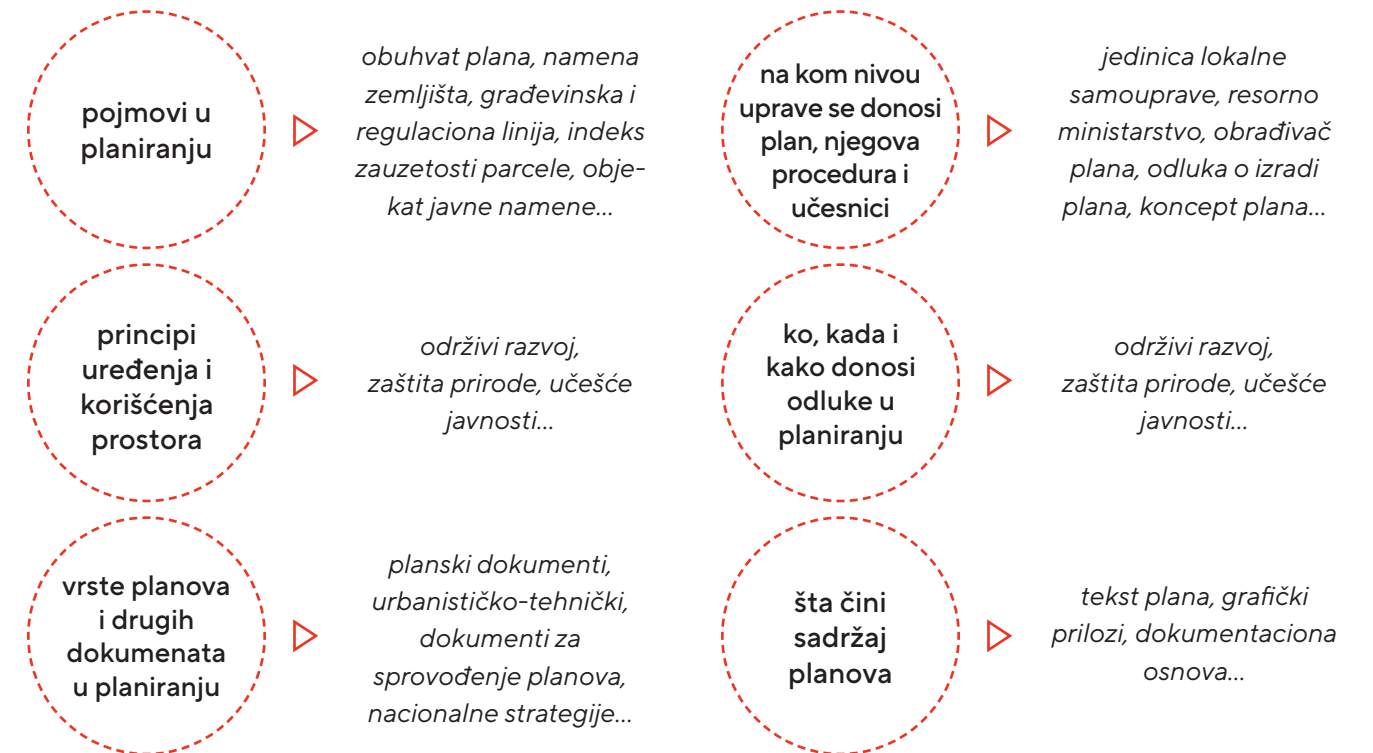 pojmovi u
planiranju
obuhvat plana, namena
zemljišta, građevinska i
regulaciona linija, indeks
zauzetosti parcele, obje-
kat javne namene...
na kom nivou
uprave se donosi
plan, njegova
procedura i
učesnici
jedinica lokalne
samouprave, resorno
ministarstvo, obrađivač
plana, odluka o izradi
plana, koncept plana...
principi
uređenja i
korišćenja
prostora
održivi razvoj,
zaštita prirode, učešće
javnosti...
ko, kada i
kako donosi
odluke u
planiranju
održivi razvoj,
zaštita prirode, učešće
javnosti...
vrste planova
i drugih
dokumenata
u planiranju
planski dokumenti,
urbanističko-tehnički,
dokumenti za
sprovođenje planova,
nacionalne strategije...
šta čini
sadržaj
planova
tekst plana, grafički
prilozi, dokumentaciona
osnova...